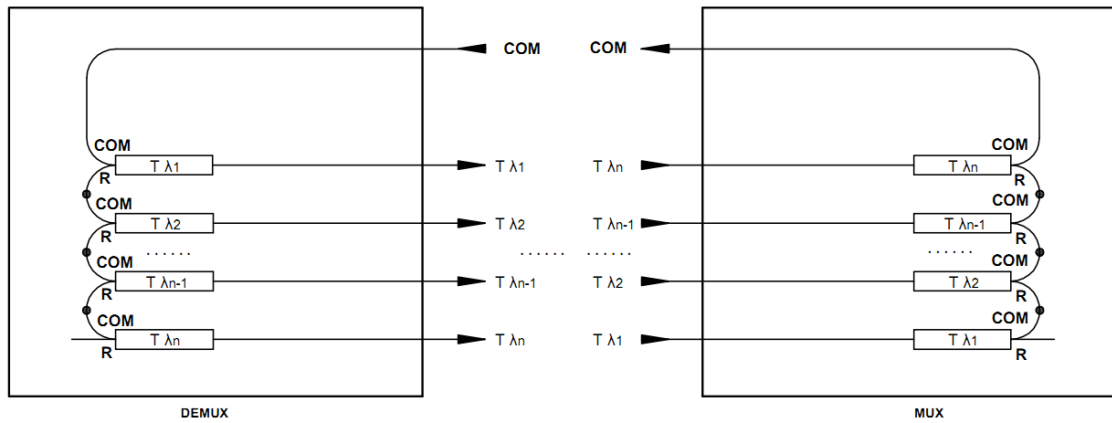 COM COM
COM COM
T λ1 T λ1 T λn T λn
R R
COM COM
T λ2 T λ2 T λn-1 T λn-1
R R
...... ...... ...... ......
COM COM
T λn-1 T λn-1 T λ2 T λ2
R R
COM COM
T λn T λn T λ1 T λ1
R R
DEMUX MUX